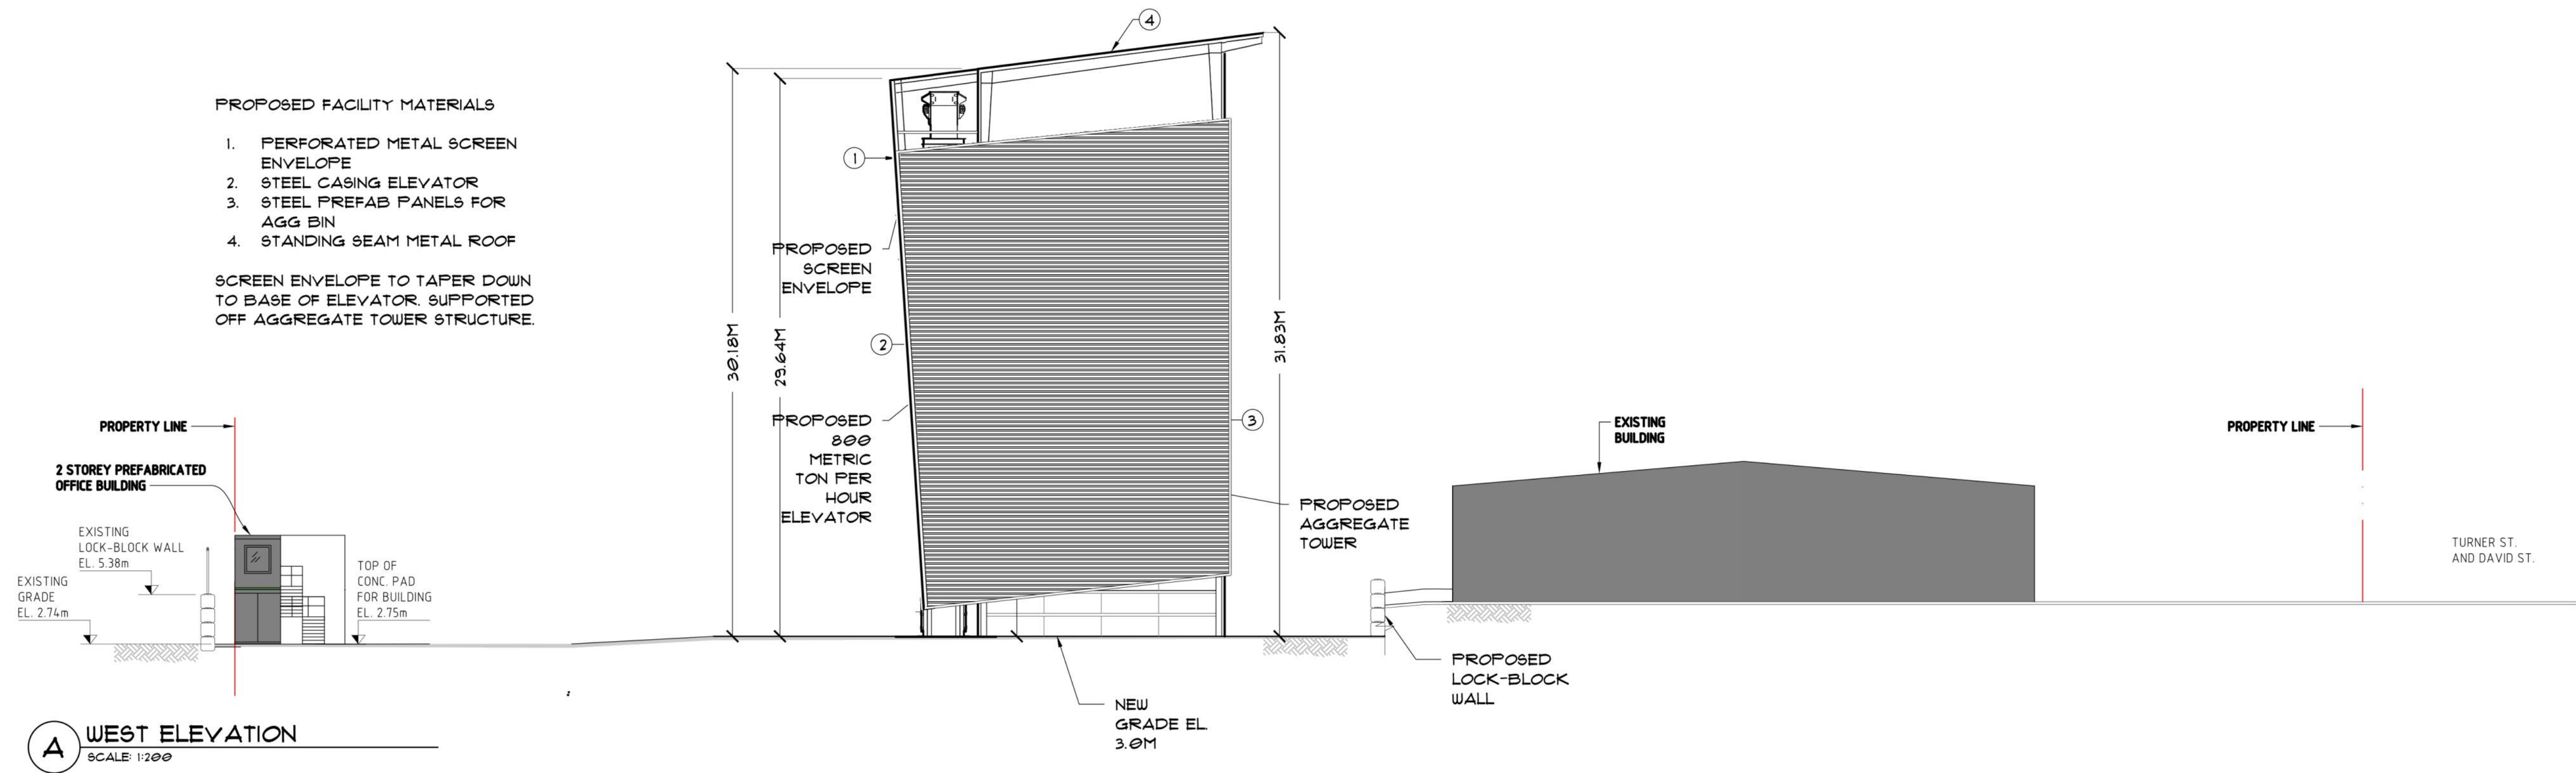 4
PROPOSED FACILITY MATERIALS
1. PERFORATED METAL SCREEN
ENVELOPE
2. STEEL CASING ELEVATOR
3. STEEL PREFAB PANELS FOR
AGG BIN
4. STANDING SEAM METAL ROOF
SCREEN ENVELOPE TO TAPER DOWN
TO BASE OF ELEVATOR. SUPPORTED
OFF AGGREGATE TOWER STRUCTURE.
30.18M
29.64M
31.83M
1
PROPOSED
SCREEN
ENVELOPE
2
PROPOSED
800
METRIC
TON PER
HOUR
ELEVATOR
3
PROPOSED
AGGREGATE
TOWER
PROPERTY LINE
2 STOREY PREFABRICATED
OFFICE BUILDING
EXISTING
LOCK-BLOCK WALL
EL. 5.38m
EXISTING
GRADE
EL. 2.74m
TOP OF
CONC. PAD
FOR BUILDING
EL. 2.75m
EXISTING
BUILDING
PROPERTY LINE
TURNER ST.
AND DAVID ST.
PROPOSED
LOCK-BLOCK
WALL
NEW
GRADE EL.
3.0M
A
WEST ELEVATION
SCALE: 1:200